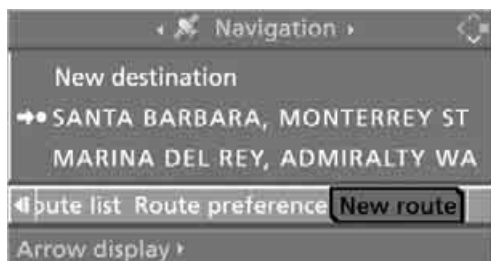 Navigation
New destination
SANTA BARBARA, MONTERREY ST
MARINA DEL REY, ADMIRALTY WA
oute list Route preference New route
Arrow display